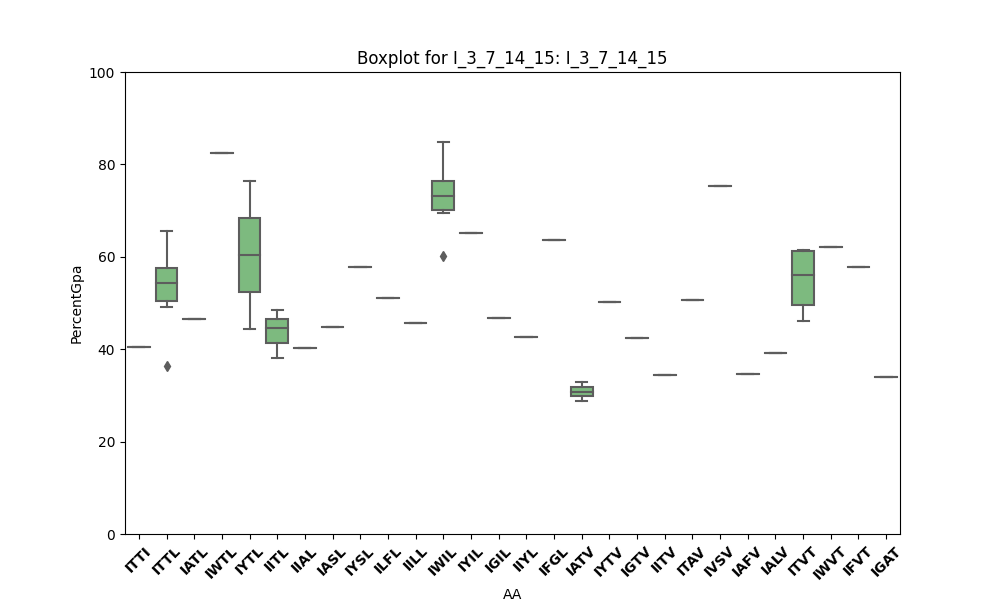 Boxplot for I_3_7_14_15: I_3_7_14_15
PercentGpa
100
80
60
40
20
0
ITTI ITTL IATL IWTL IYTL IITL IIAL IASL IYSL ILFL IILL IWIL IYIL IGIL IIYL IFGL IATV IYTV IGTV IITV ITAV IVSV IAFV IALV ITVT IWVT IFVT IGAT
AA